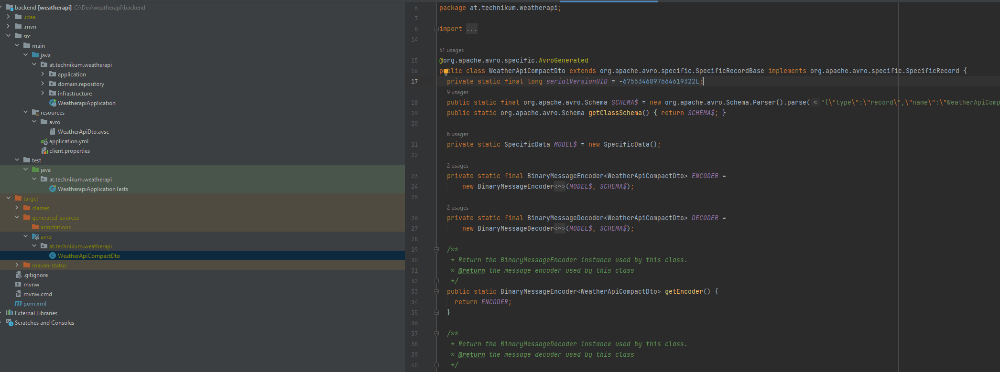 backend [weatherapi] C:\Dev\weatherapi\backend
.idea
.mvn
src
main
java
at.technikum.weatherapi
application
domain.repository
infrastructure
WeatherapiApplication
resources
avro
WeatherApiDto.avsc
application.yml
client.properties
test
java
at.technikum.weatherapi
WeatherapiApplicationTests
target
classes
generated-sources
annotations
avro
at.technikum.weatherapi
WeatherApiCompactDto
maven-status
.gitignore
mvnw
mvnw.cmd
pom.xml
External Libraries
Scratches and Consoles
6 package at.technikum.weatherapi;
7
8 import ...
14
51 usages
15 @org.apache.avro.specific.AvroGenerated
16 public class WeatherApiCompactDto extends org.apache.avro.specific.SpecificRecordBase implements org.apache.avro.specific.SpecificRecord {
17 private static final long serialVersionUID = -6755346897664619322L;
9 usages
18 public static final org.apache.avro.Schema SCHEMA$ = new org.apache.avro.Schema.Parser().parse( s: "{\"type\":\"record\",\"name\":\"WeatherApiComp
19 public static org.apache.avro.Schema getClassSchema() { return SCHEMA$; }
20
6 usages
21 private static SpecificData MODEL$ = new SpecificData();
22
2 usages
23 private static final BinaryMessageEncoder<WeatherApiCompactDto> ENCODER =
24 new BinaryMessageEncoder<~>(MODEL$, SCHEMA$);
25
2 usages
26 private static final BinaryMessageDecoder<WeatherApiCompactDto> DECODER =
27 new BinaryMessageDecoder<~>(MODEL$, SCHEMA$);
28
29 /**
30 * Return the BinaryMessageEncoder instance used by this class.
31 * @return the message encoder used by this class
32 */
33 public static BinaryMessageEncoder<WeatherApiCompactDto> getEncoder() {
34 return ENCODER;
35 }
36
37 /**
38 * Return the BinaryMessageDecoder instance used by this class.
39 * @return the message decoder used by this class
40 */